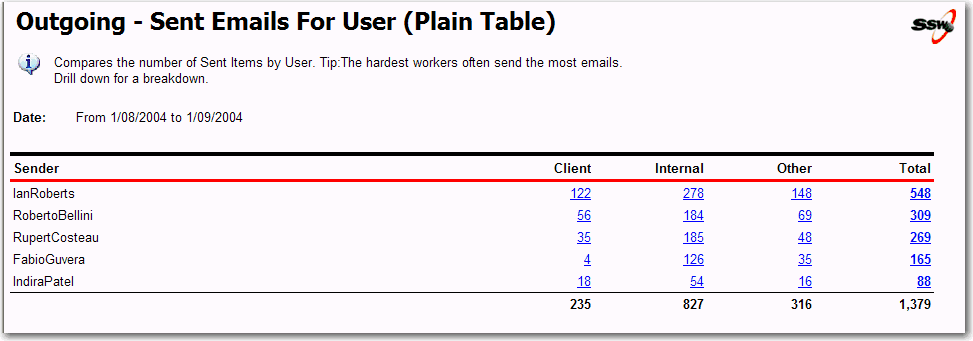 Outgoing - Sent Emails For User (Plain Table)
SSW
Compares the number of Sent Items by User. Tip:The hardest workers often send the most emails.
Drill down for a breakdown.
Date: From 1/08/2004 to 1/09/2004
Sender Client Internal Other Total
IanRoberts 122 278 148 548
RobertoBellini 56 184 69 309
RupertCosteau 35 185 48 269
FabioGuvera 4 126 35 165
IndiraPatel 18 54 16 88
235 827 316 1,379